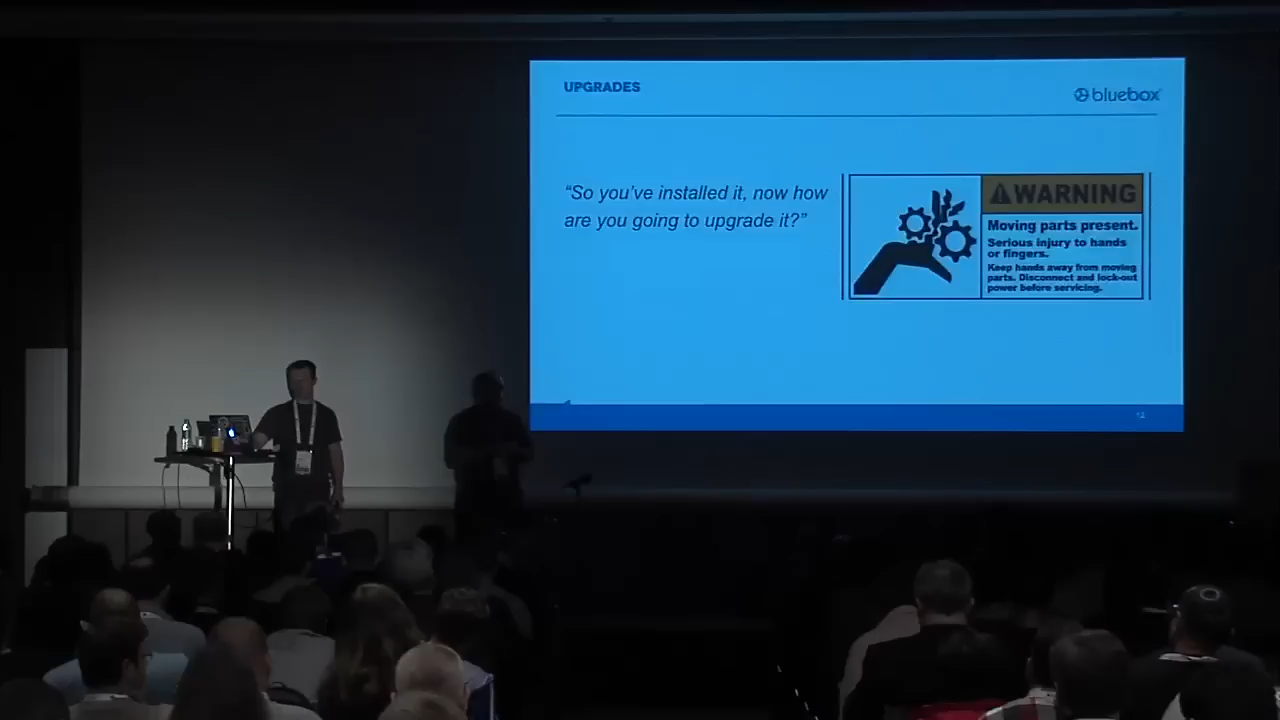 UPGRADES
bluebox
“So you’ve installed it, now how
are you going to upgrade it?”
WARNING
Moving parts present.
Serious injury to hands
or fingers.
Keep hands away from moving
parts. Disconnect and lock-out
power before servicing.